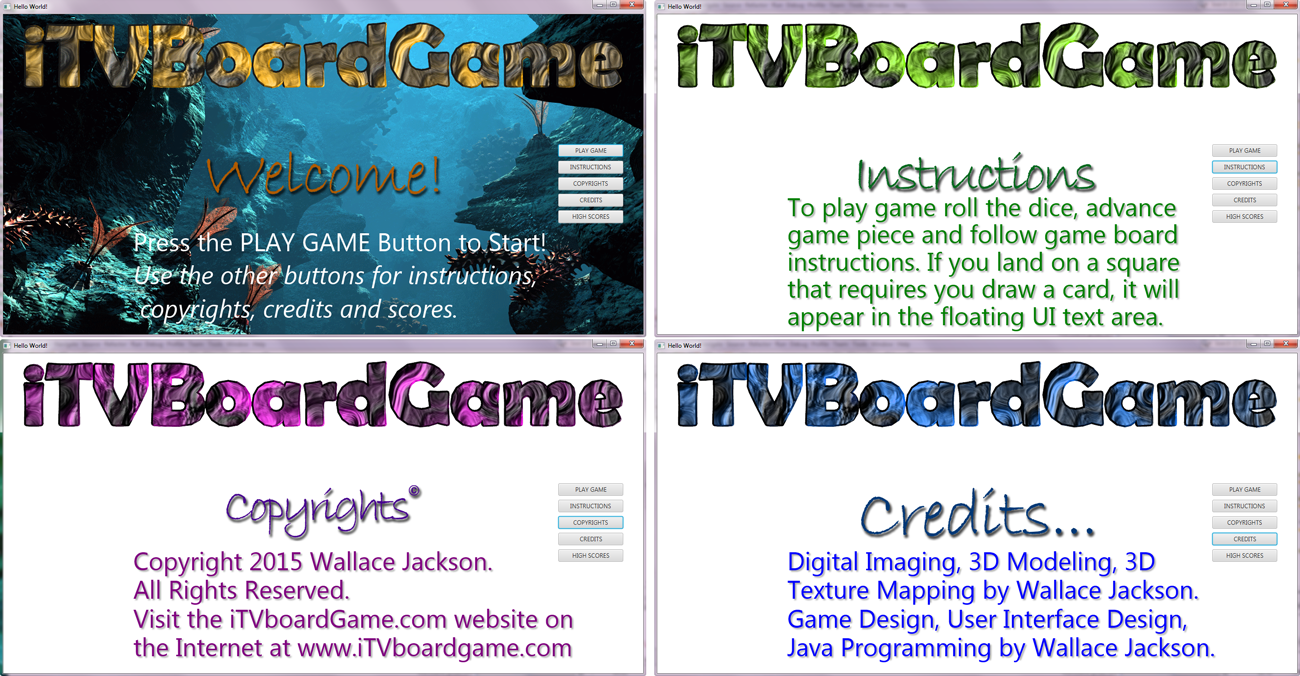 Hello World!
iTVBoardGame
Welcome!
PLAY GAME
INSTRUCTIONS
COPYRIGHTS
CREDITS
HIGH SCORES
Press the PLAY GAME Button to Start!
Use the other buttons for instructions,
copyrights, credits and scores.
Hello World!
iTVBoardGame
PLAY GAME
INSTRUCTIONS
COPYRIGHTS
CREDITS
HIGH SCORES
Instructions
To play game roll the dice, advance
game piece and follow game board
instructions. If you land on a square
that requires you draw a card, it will
appear in the floating UI text area.
Hello World!
iTVBoardGame
Copyrights©
PLAY GAME
INSTRUCTIONS
COPYRIGHTS
CREDITS
HIGH SCORES
Copyright 2015 Wallace Jackson.
All Rights Reserved.
Visit the iTVboardGame.com website on
the Internet at www.iTVboardgame.com
Hello World!
iTVBoardGame
Credits...
PLAY GAME
INSTRUCTIONS
COPYRIGHTS
CREDITS
HIGH SCORES
Digital Imaging, 3D Modeling, 3D
Texture Mapping by Wallace Jackson.
Game Design, User Interface Design,
Java Programming by Wallace Jackson.